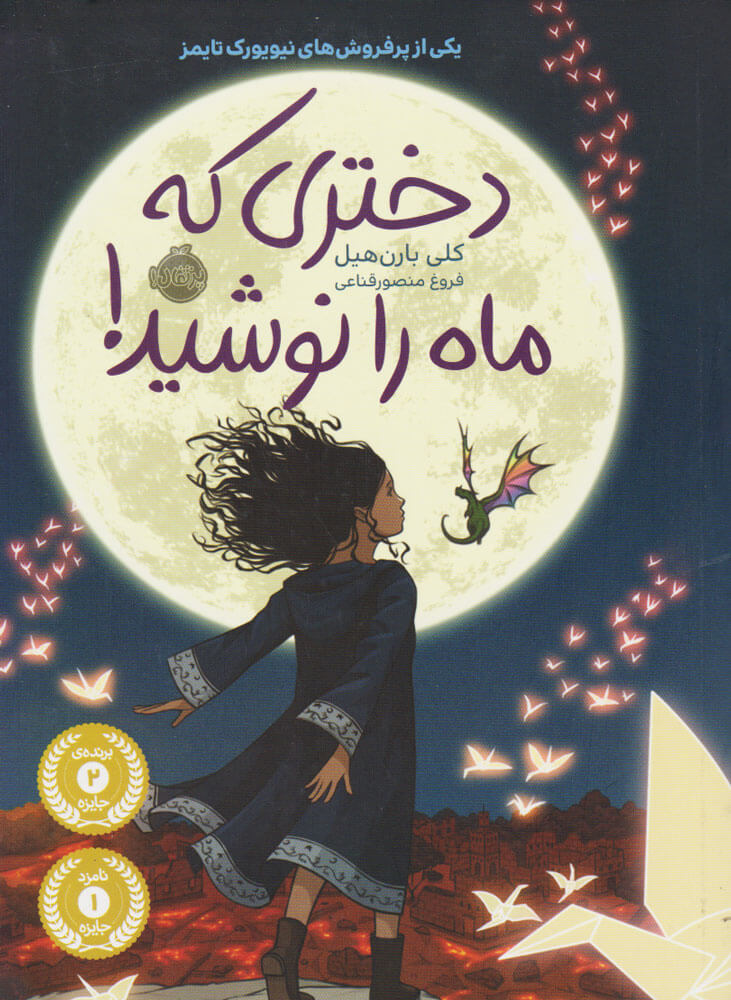 یکی از پرفروش‌های نیویورک تایمز
دختری که
کلی بارن‌هیل
فروغ منصورقناعی
پرتقال
ماه را نوشید!
برنده‌ی
۲
جایزه
نامزد
۱
جایزه